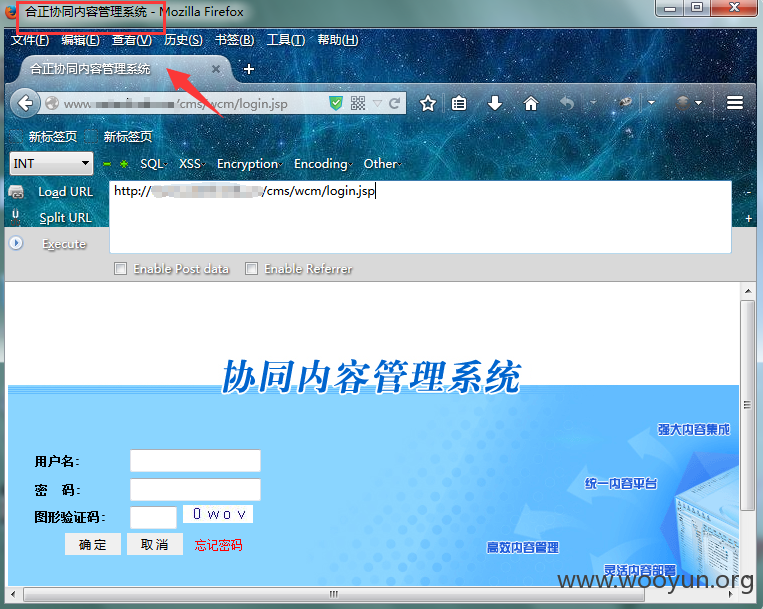 合正协同内容管理系统 - Mozilla Firefox
文件(F) 编辑(E) 查看(V) 历史(S) 书签(B) 工具(T) 帮助(H)
合正协同内容管理系统
www. /cms/wcm/login.jsp
新标签页 新标签页
INT SQL XSS Encryption Encoding Other
Load URL http:// /cms/wcm/login.jsp
Split URL
Execute
Enable Post data Enable Referrer
协同内容管理系统
强大内容集成
用户名:
统一内容平台
密 码:
图形验证码: 0wov
确定 取消 忘记密码
高效内容管理
灵活内容部署
www.wooyun.org